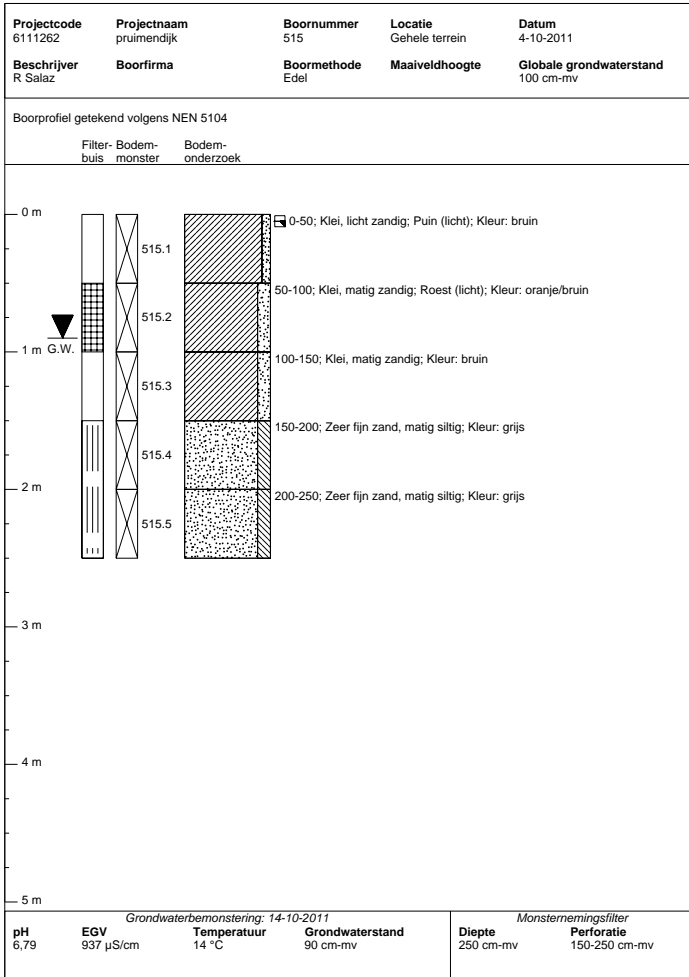 Projectcode Projectnaam Boornummer Locatie Datum
6111262 pruimendijk 515 Gehele terrein 4-10-2011
Beschrijver Boorfirma Boormethode Maaiveldhoogte Globale grondwaterstand
R Salaz Edel 100 cm-mv
Boorprofiel getekend volgens NEN 5104
Filter- Bodem- Bodem-
buis monster onderzoek
0 m
0-50; Klei, licht zandig; Puin (licht); Kleur: bruin
515.1
50-100; Klei, matig zandig; Roest (licht); Kleur: oranje/bruin
515.2
G.W.
1 m
100-150; Klei, matig zandig; Kleur: bruin
515.3
150-200; Zeer fijn zand, matig siltig; Kleur: grijs
515.4
2 m
200-250; Zeer fijn zand, matig siltig; Kleur: grijs
515.5
3 m
4 m
5 m
Grondwaterbemonstering: 14-10-2011 Monsternemingsfilter
pH EGV Temperatuur Grondwaterstand Diepte Perforatie
6,79 937 µS/cm 14 °C 90 cm-mv 250 cm-mv 150-250 cm-mv